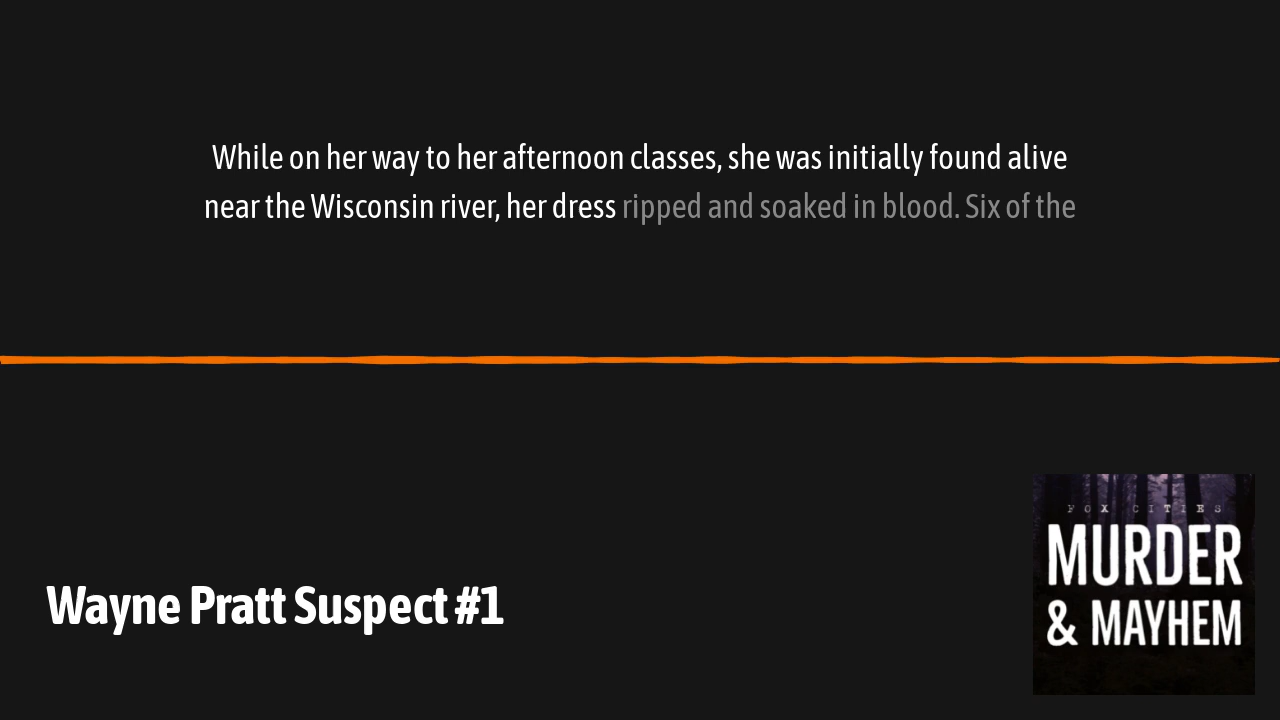 While on her way to her afternoon classes, she was initially found alive
near the Wisconsin river, her dress ripped and soaked in blood. Six of the
FOX CITIES
MURDER
& MAYHEM
Wayne Pratt Suspect #1